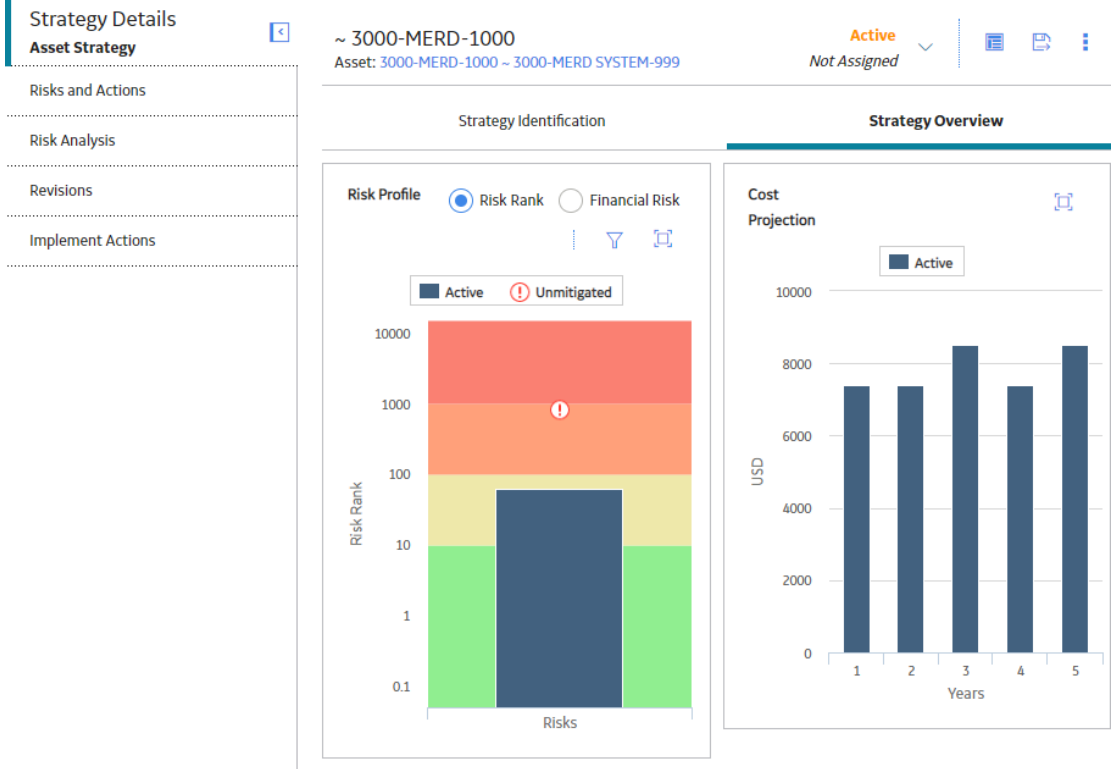 Strategy Details
Asset Strategy
Risks and Actions
Risk Analysis
Revisions
Implement Actions
~ 3000-MERD-1000
Asset: 3000-MERD-1000 ~ 3000-MERD SYSTEM-999
Active
Not Assigned
Strategy Identification
Strategy Overview
Risk Profile
Risk Rank
Financial Risk
Active
Unmitigated
10000
1000
100
10
1
0.1
Risk Rank
Risks
Cost
Projection
Active
10000
8000
6000
4000
2000
0
USD
1 2 3 4 5
Years